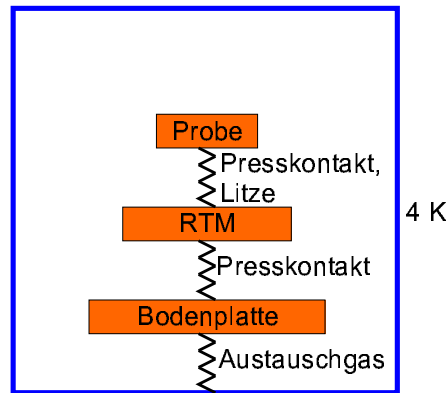 Probe
Presskontakt,
Litze
4 K
RTM
Presskontakt
Bodenplatte
Austauschgas